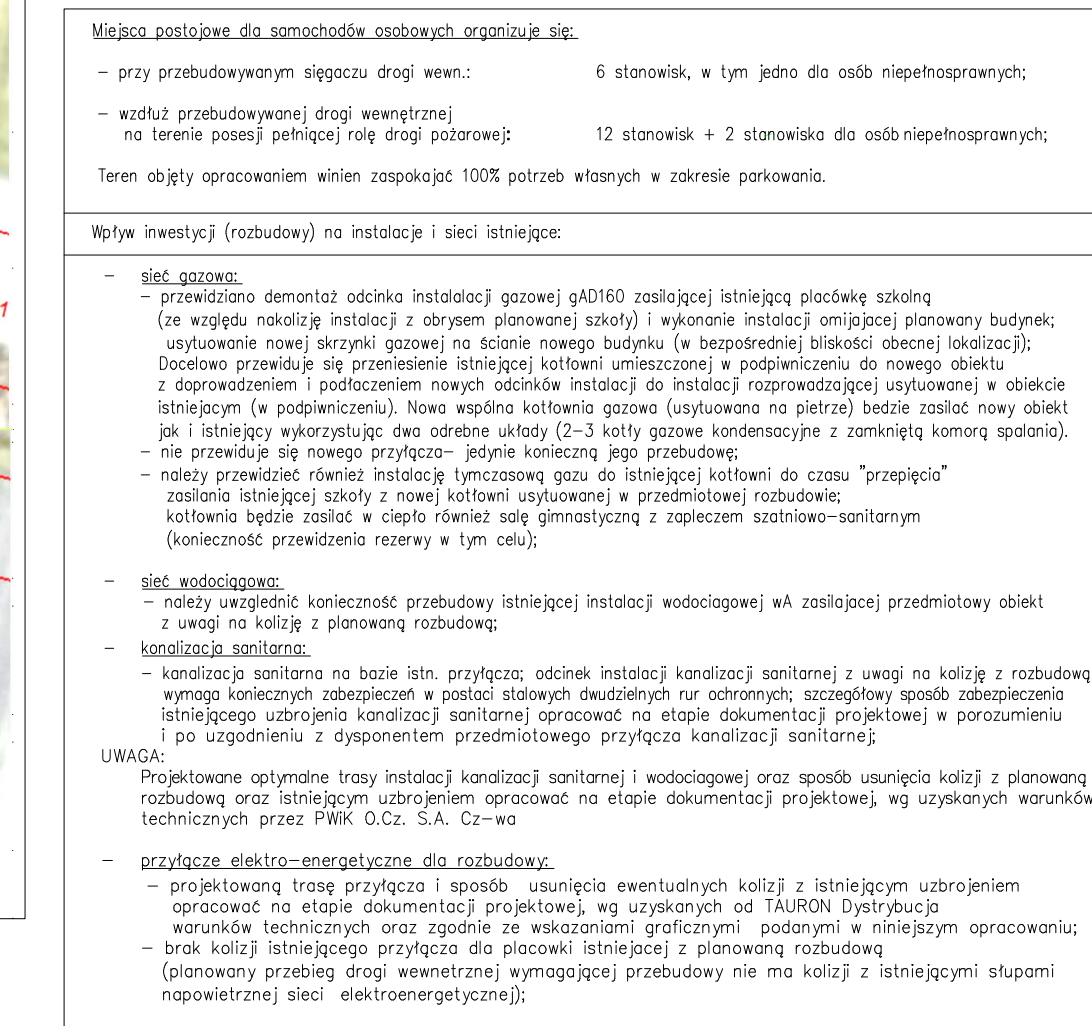 Miejsca postojowe dla samochodów osobowych organizuje się:
– przy przebudowywanym sięgaczu drogi wewn.: 6 stanowisk, w tym jedno dla osób niepełnosprawnych;
– wzdłuż przebudowywanej drogi wewnętrznej
na terenie posesji pełniącej rolę drogi pożarowej: 12 stanowisk + 2 stanowiska dla osób niepełnosprawnych;
Teren objęty opracowaniem winien zaspokajać 100% potrzeb własnych w zakresie parkowania.
Wpływ inwestycji (rozbudowy) na instalacje i sieci istniejące:
– sieć gazowa:
– przewidziano demontaż odcinka instalalacji gazowej gAD160 zasilającej istniejącą placówkę szkolną
(ze względu nakolizję instalacji z obrysem planowanej szkoły) i wykonanie instalacji omijajacej planowany budynek;
usytuowanie nowej skrzynki gazowej na ścianie nowego budynku (w bezpośredniej bliskości obecnej lokalizacji);
Docelowo przewiduje się przeniesienie istniejącej kotłowni umieszczonej w podpiwniczeniu do nowego obiektu
z doprowadzeniem i podłaczeniem nowych odcinków instalacji do instalacji rozprowadzającej usytuowanej w obiekcie
istniejacym (w podpiwniczeniu). Nowa wspólna kotłownia gazowa (usytuowana na pietrze) bedzie zasilać nowy obiekt
jak i istniejący wykorzystując dwa odrebne układy (2–3 kotły gazowe kondensacyjne z zamkniętą komorą spalania).
– nie przewiduje się nowego przyłącza– jedynie konieczną jego przebudowę;
– należy przewidzieć również instalację tymczasową gazu do istniejącej kotłowni do czasu "przepięcia"
zasilania istniejącej szkoły z nowej kotłowni usytuowanej w przedmiotowej rozbudowie;
kotłownia będzie zasilać w ciepło również salę gimnastyczną z zapleczem szatniowo–sanitarnym
(konieczność przewidzenia rezerwy w tym celu);
– sieć wodociągowa:
– należy uwzglednić konieczność przebudowy istniejącej instalacji wodociagowej wA zasilajacej przedmiotowy obiekt
z uwagi na kolizję z planowaną rozbudową;
– konalizacja sanitarna:
– kanalizacja sanitarna na bazie istn. przyłącza; odcinek instalacji kanalizacji sanitarnej z uwagi na kolizję z rozbudową
wymaga koniecznych zabezpieczeń w postaci stalowych dwudzielnych rur ochronnych; szczegółowy sposób zabezpieczenia
istniejącego uzbrojenia kanalizacji sanitarnej opracować na etapie dokumentacji projektowej w porozumieniu
i po uzgodnieniu z dysponentem przedmiotowego przyłącza kanalizacji sanitarnej;
UWAGA:
Projektowane optymalne trasy instalacji kanalizacji sanitarnej i wodociagowej oraz sposób usunięcia kolizji z planowaną
rozbudową oraz istniejącym uzbrojeniem opracować na etapie dokumentacji projektowej, wg uzyskanych warunków
technicznych przez PWiK O.Cz. S.A. Cz–wa
– przyłącze elektro–energetyczne dla rozbudowy:
– projektowaną trasę przyłącza i sposób usunięcia ewentualnych kolizji z istniejącym uzbrojeniem
opracować na etapie dokumentacji projektowej, wg uzyskanych od TAURON Dystrybucja
warunków technicznych oraz zgodnie ze wskazaniami graficznymi podanymi w niniejszym opracowaniu;
– brak kolizji istniejącego przyłącza dla placowki istniejacej z planowaną rozbudową
(planowany przebieg drogi wewnetrznej wymagającej przebudowy nie ma kolizji z istniejącymi słupami
napowietrznej sieci elektroenergetycznej);
1